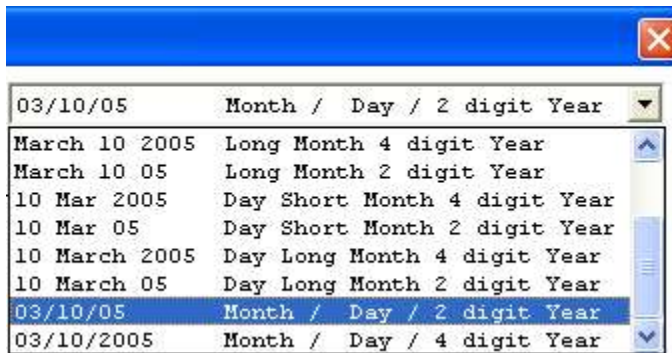 03/10/05 Month / Day / 2 digit Year
March 10 2005 Long Month 4 digit Year
March 10 05 Long Month 2 digit Year
10 Mar 2005 Day Short Month 4 digit Year
10 Mar 05 Day Short Month 2 digit Year
10 March 2005 Day Long Month 4 digit Year
10 March 05 Day Long Month 2 digit Year
03/10/05 Month / Day / 2 digit Year
03/10/2005 Month / Day / 4 digit Year